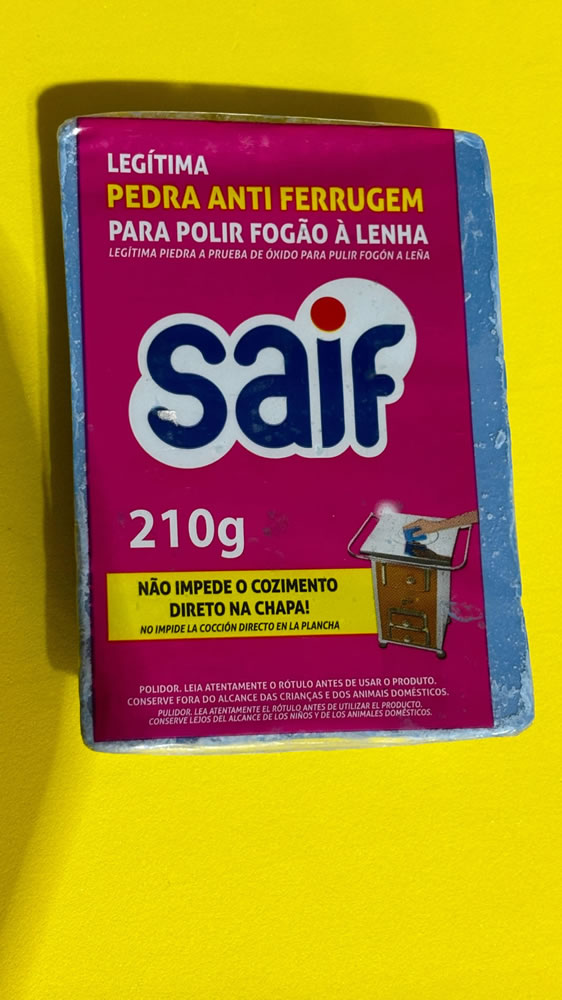 LEGÍTIMA
PEDRA ANTI FERRUGEM
PARA POLIR FOGÃO À LENHA
LEGÍTIMA PIEDRA A PRUEBA DE ÓXIDO PARA PULIR FOGÓN A LEÑA
saif
210g
NÃO IMPEDE O COZIMENTO
DIRETO NA CHAPA!
NO IMPIDE LA COCCIÓN DIRECTO EN LA PLANCHA
POLIDOR. LEIA ATENTAMENTE O RÓTULO ANTES DE USAR O PRODUTO.
CONSERVE FORA DO ALCANCE DAS CRIANÇAS E DOS ANIMAIS DOMÉSTICOS.
PULIDOR. LEA ATENTAMENTE EL RÓTULO ANTES DE UTILIZAR EL PRODUCTO.
CONSERVE LEJOS DEL ALCANCE DE LOS NIÑOS Y DE LOS ANIMALES DOMÉSTICOS.